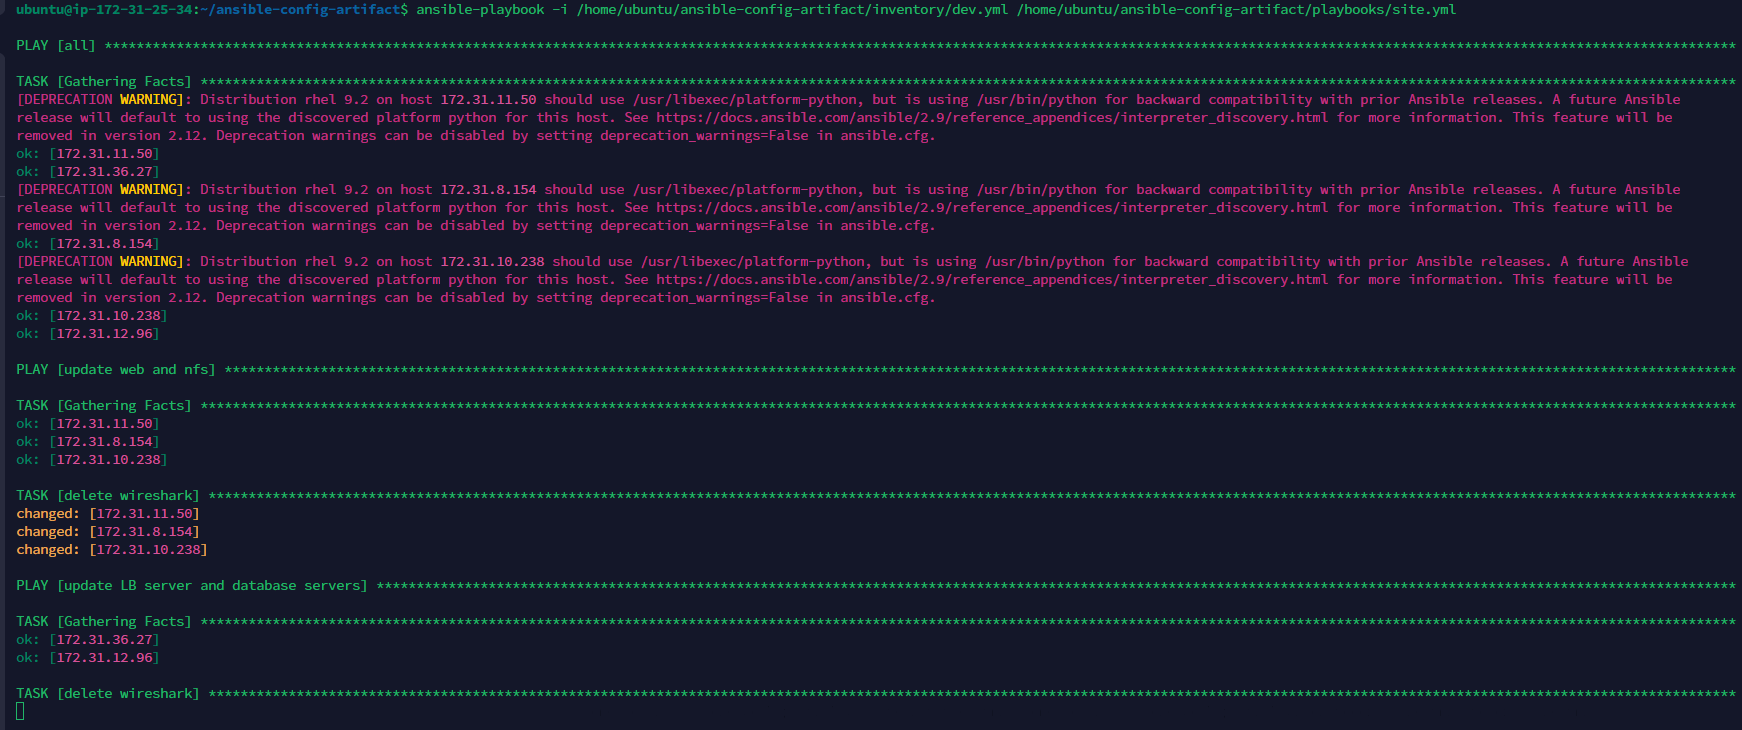 ubuntu@ip-172-31-25-34:~/ansible-config-artifact$ ansible-playbook -i /home/ubuntu/ansible-config-artifact/inventory/dev.yml /home/ubuntu/ansible-config-artifact/playbooks/site.yml
PLAY [all] ****************************************************************************************************************************************************************************************************
TASK [Gathering Facts] ****************************************************************************************************************************************************************************************
[DEPRECATION WARNING]: Distribution rhel 9.2 on host 172.31.11.50 should use /usr/libexec/platform-python, but is using /usr/bin/python for backward compatibility with prior Ansible releases. A future Ansible
release will default to using the discovered platform python for this host. See https://docs.ansible.com/ansible/2.9/reference_appendices/interpreter_discovery.html for more information. This feature will be
removed in version 2.12. Deprecation warnings can be disabled by setting deprecation_warnings=False in ansible.cfg.
ok: [172.31.11.50]
ok: [172.31.36.27]
[DEPRECATION WARNING]: Distribution rhel 9.2 on host 172.31.8.154 should use /usr/libexec/platform-python, but is using /usr/bin/python for backward compatibility with prior Ansible releases. A future Ansible
release will default to using the discovered platform python for this host. See https://docs.ansible.com/ansible/2.9/reference_appendices/interpreter_discovery.html for more information. This feature will be
removed in version 2.12. Deprecation warnings can be disabled by setting deprecation_warnings=False in ansible.cfg.
ok: [172.31.8.154]
[DEPRECATION WARNING]: Distribution rhel 9.2 on host 172.31.10.238 should use /usr/libexec/platform-python, but is using /usr/bin/python for backward compatibility with prior Ansible releases. A future Ansible
release will default to using the discovered platform python for this host. See https://docs.ansible.com/ansible/2.9/reference_appendices/interpreter_discovery.html for more information. This feature will be
removed in version 2.12. Deprecation warnings can be disabled by setting deprecation_warnings=False in ansible.cfg.
ok: [172.31.10.238]
ok: [172.31.12.96]
PLAY [update web and nfs] *************************************************************************************************************************************************************************************
TASK [Gathering Facts] ****************************************************************************************************************************************************************************************
ok: [172.31.11.50]
ok: [172.31.8.154]
ok: [172.31.10.238]
TASK [delete wireshark] ***************************************************************************************************************************************************************************************
changed: [172.31.11.50]
changed: [172.31.8.154]
changed: [172.31.10.238]
PLAY [update LB server and database servers] ******************************************************************************************************************************************************************
TASK [Gathering Facts] ****************************************************************************************************************************************************************************************
ok: [172.31.36.27]
ok: [172.31.12.96]
TASK [delete wireshark] ***************************************************************************************************************************************************************************************